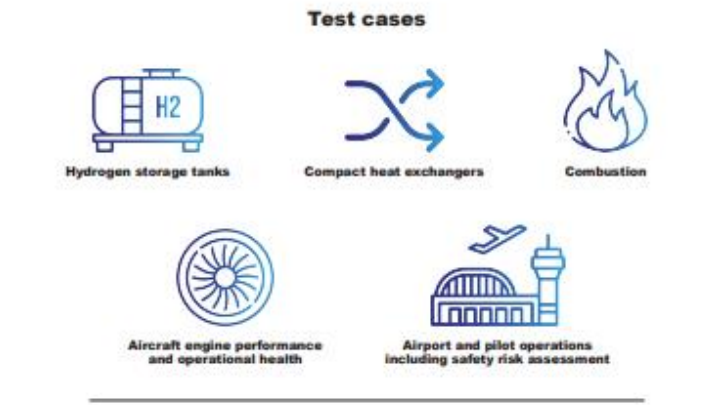 Test cases
H2
Hydrogen storage tanks
Compact heat exchangers
Combustion
Aircraft engine performance
and operational health
Airport and pilot operations
including safety risk assessment